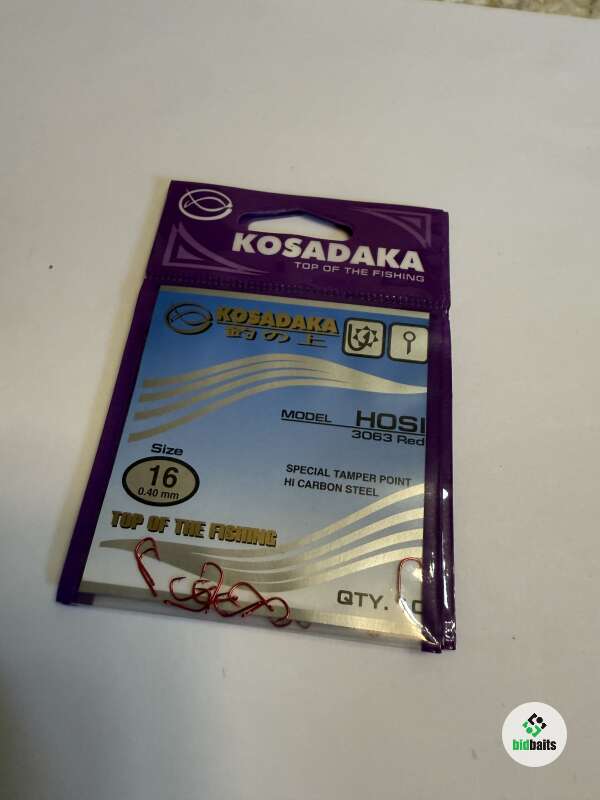 KOSADAKA
TOP OF THE FISHING
KOSADAKA
釣の上
MODEL HOSI
3063 Red
Size
16
0.40 mm
SPECIAL TAMPER POINT
HI CARBON STEEL
TOP OF THE FISHING
QTY.
bidbaits